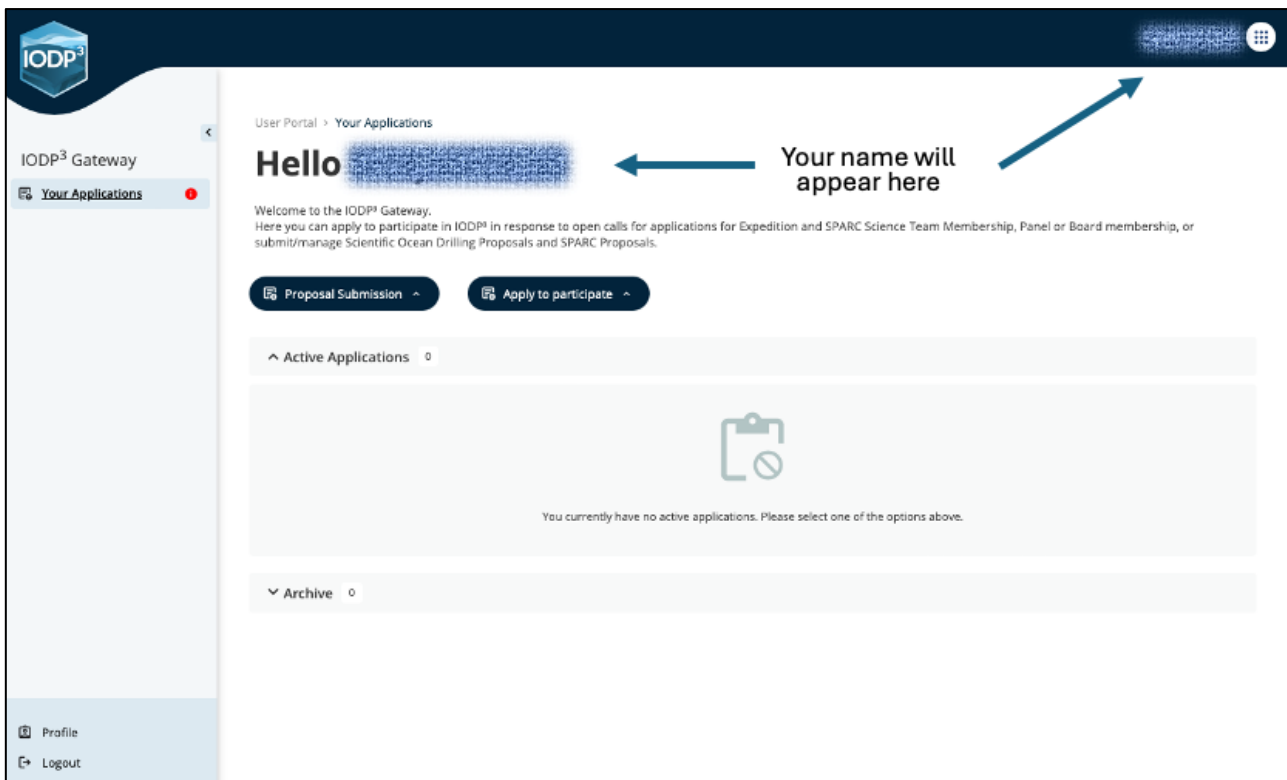 IODP³
User Portal > Your Applications
IODP³ Gateway
Your Applications
Hello
Your name will
appear here
Welcome to the IODP³ Gateway.
Here you can apply to participate in IODP³ in response to open calls for applications for Expedition and SPARC Science Team Membership, Panel or Board membership, or
submit/manage Scientific Ocean Drilling Proposals and SPARC Proposals.
Proposal Submission
Apply to participate
Active Applications 0
You currently have no active applications. Please select one of the options above.
Archive 0
Profile
Logout